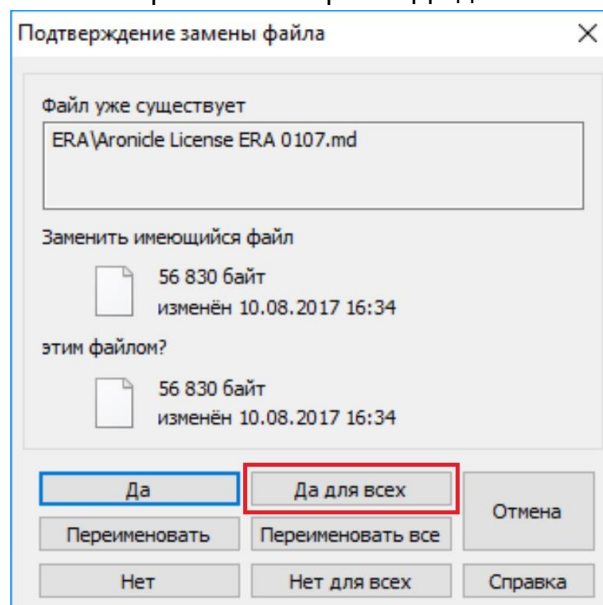 Подтверждение замены файла
Файл уже существует
ERA\Aronicle License ERA 0107.md
Заменить имеющийся файл
56 830 байт
изменён 10.08.2017 16:34
этим файлом?
56 830 байт
изменён 10.08.2017 16:34
Да
Да для всех
Отмена
Переименовать
Переименовать все
Нет
Нет для всех
Справка